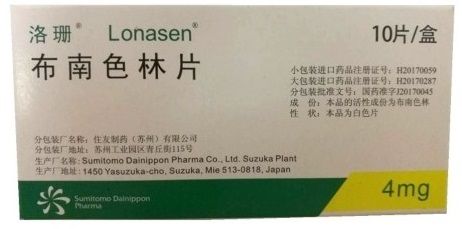 洛珊® Lonasen®
10片/盒
布南色林片
小包装进口药品注册证号：H20170059
大包装进口药品注册证号：H20170287
分包装批准文号：国药准字J20170045
成 份：本品的活性成份为布南色林
性 状：本品为白色片
分包装厂名称：住友制药（苏州）有限公司
分包装厂地址：苏州工业园区青丘街115号
生产厂名称：Sumitomo Dainippon Pharma Co., Ltd. Suzuka Plant
生产厂地址：1450 Yasuzuka-cho, Suzuka, Mie 513-0818, Japan
Sumitomo Dainippon
Pharma
4mg